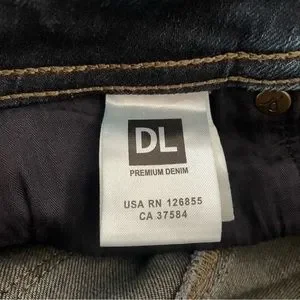 DL
PREMIUM DENIM
USA RN 126855
CA 37584